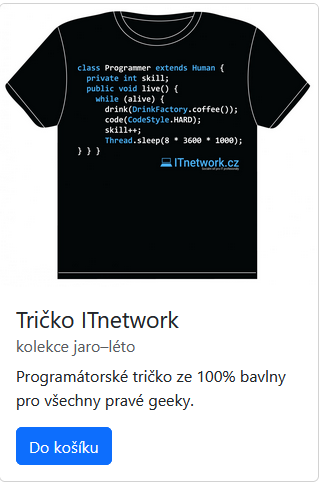 class Programmer extends Human {
private int skill;
public void live() {
while (alive) {
drink(DrinkFactory.coffee());
code(CodeStyle.HARD);
skill++;
Thread.sleep(8 * 3600 * 1000);
} } }
ITnetwork.cz
Tričko ITnetwork
kolekce jaro–léto
Programátorské tričko ze 100% bavlny
pro všechny pravé geeky.
Do košíku